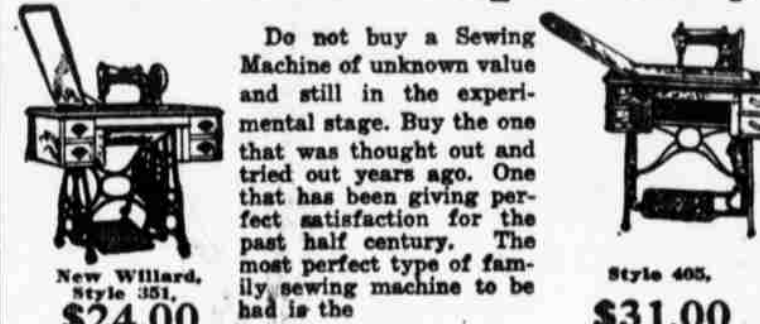 Do not buy a Sewing
Machine of unknown value
and still in the experi-
mental stage. Buy the one
that was thought out and
tried out years ago. One
that has been giving per-
fect satisfaction for the
past half century. The
most perfect type of fam-
ily sewing machine to be
had is the
New Willard,
Style 351,
$24.00
Style 405,
$31.00